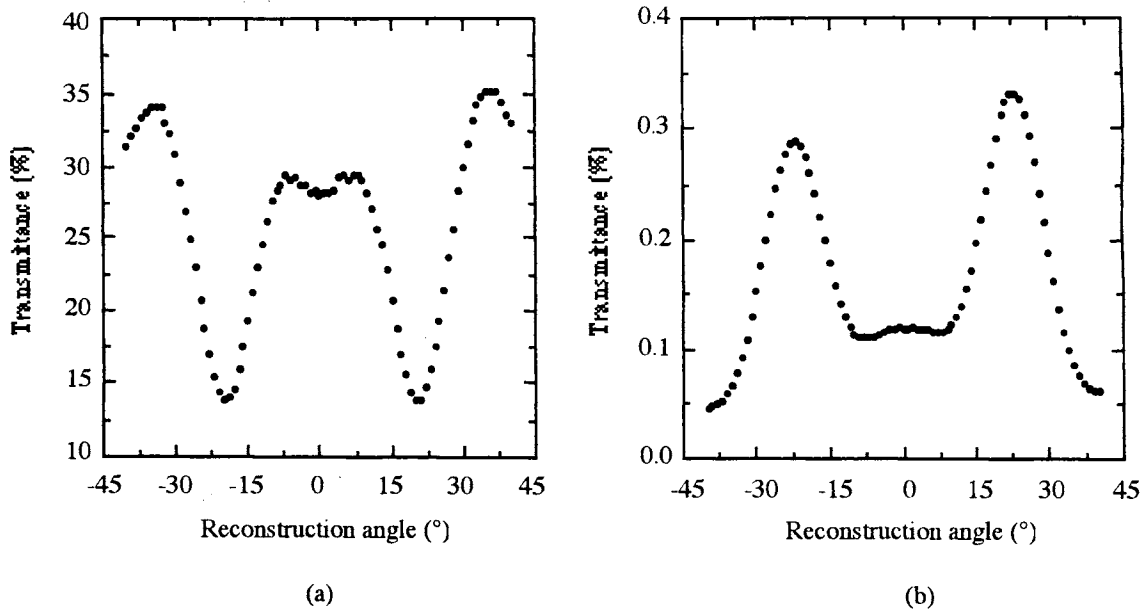 40
35
30
25
20
15
10
Transmittance (%)
-45 -30 -15 0 15 30 45
Reconstruction angle (°)
(a)
0.4
0.3
0.2
0.1
0.0
Transmittance (%)
-45 -30 -15 0 15 30 45
Reconstruction angle (°)
(b)